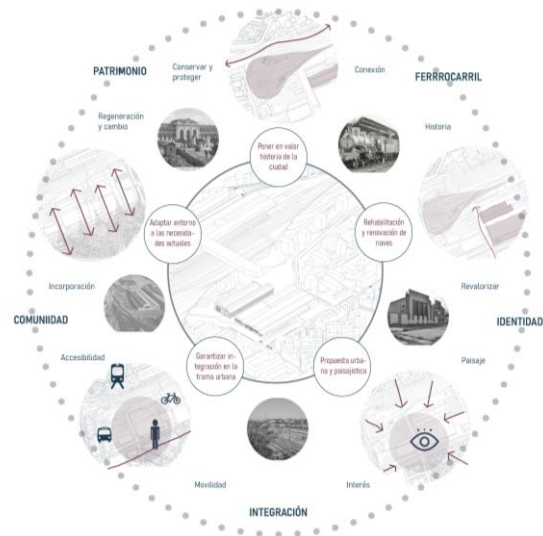 PATRIMONIO
Conservar y
proteger
Conexión
FERRROCARRIL
Regeneración
y cambio
Historia
Poner en valor
historia de la
ciudad
Adaptar entorno
a las necesida-
des actuales
Rehabilitación
y renovación de
naves
Incorporación
Revalorizar
COMUNIIDAD
IDENTIDAD
Accesibilidad
Garantizar in-
tegración en la
trama urbana
Propuesto urba-
na y paisajística
Paisaje
Movilidad
Interés
INTEGRACIÓN